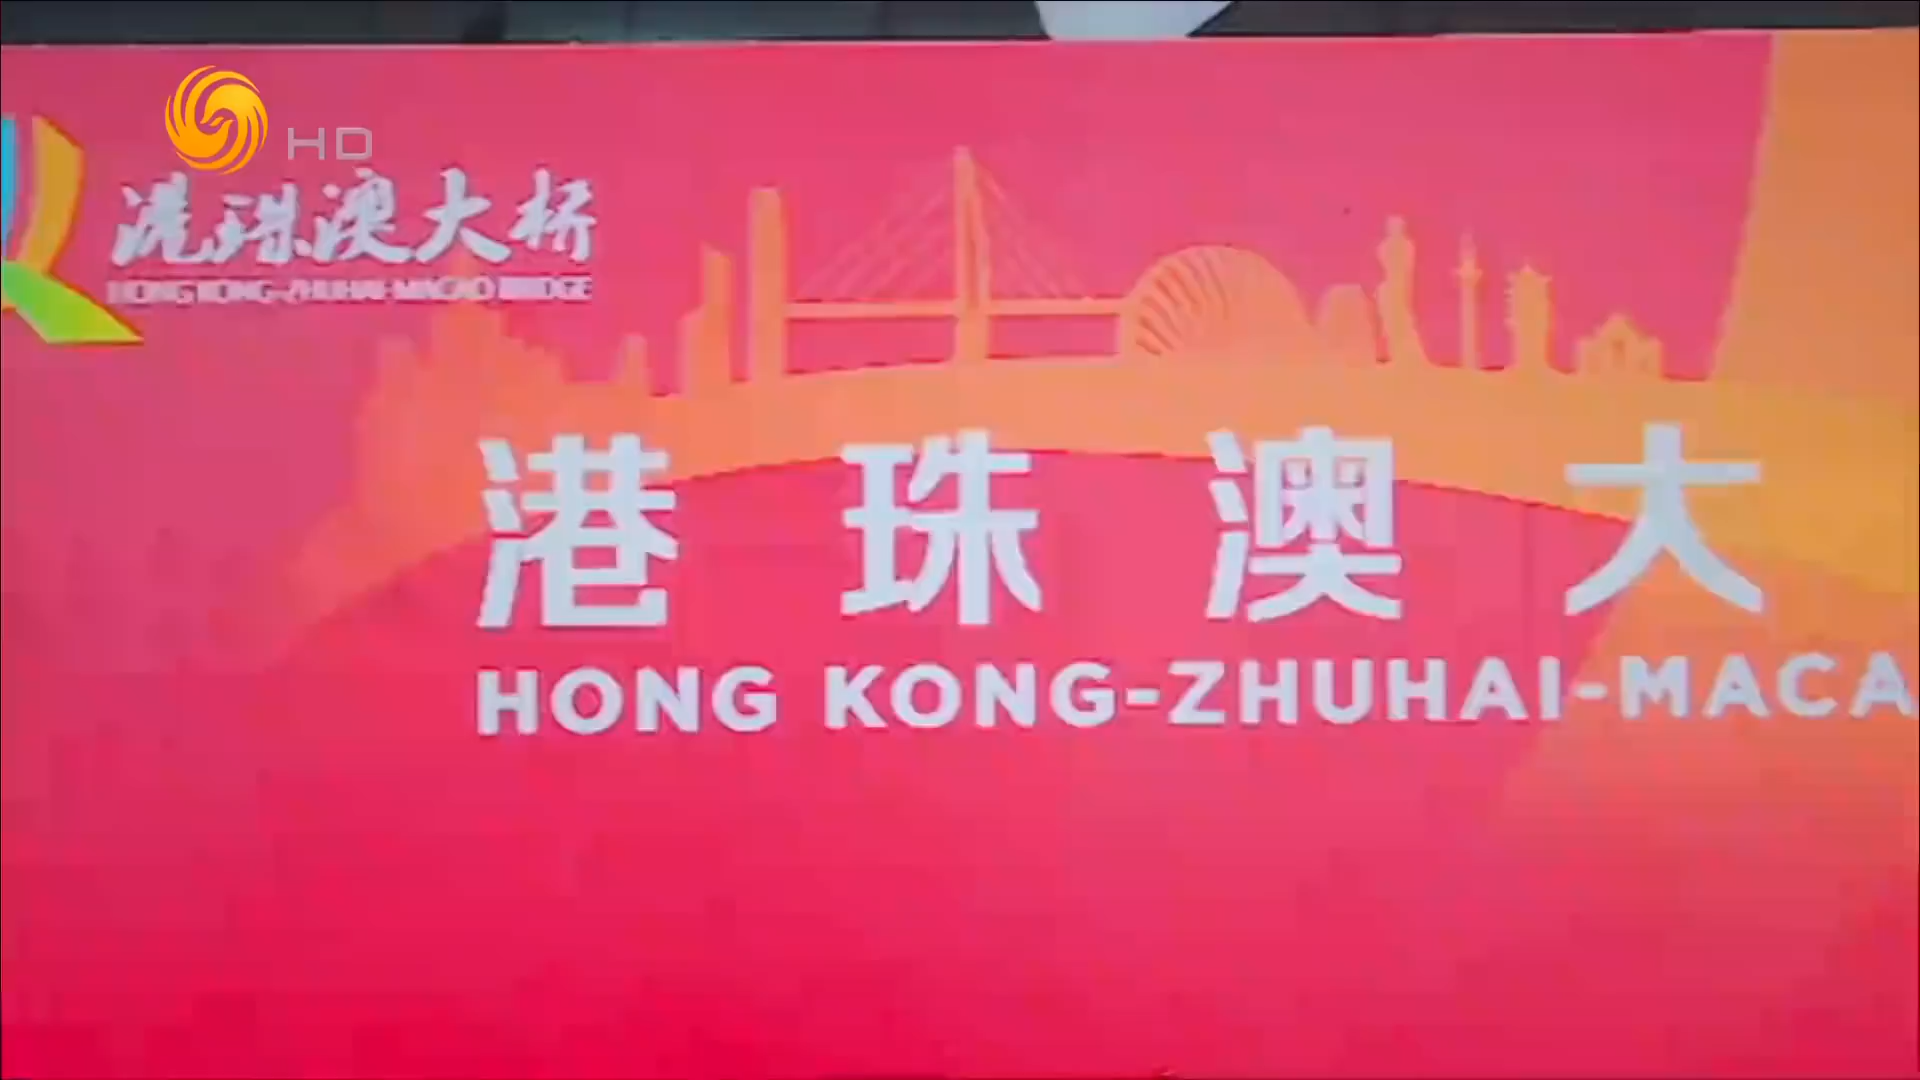 HD
港珠澳大桥
HONG KONG-ZHUHAI-MACAO BRIDGE
港珠澳大
HONG KONG-ZHUHAI-MACA